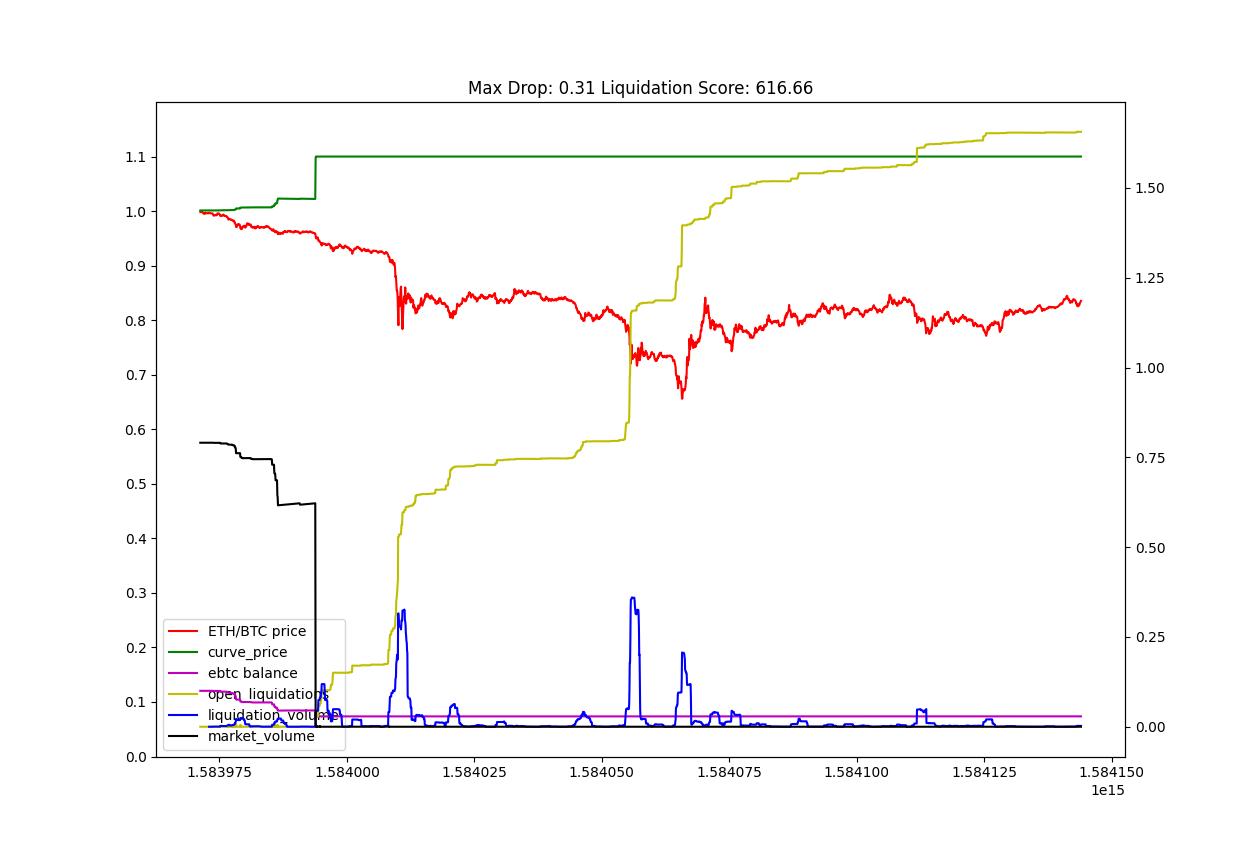 Max Drop: 0.31 Liquidation Score: 616.66
1.1
1.0
0.9
0.8
0.7
0.6
0.5
0.4
0.3
0.2
0.1
0.0
1.50
1.25
1.00
0.75
0.50
0.25
0.00
ETH/BTC price
curve_price
ebtc balance
open_liquidations
liquidation_volume
market_volume
1.583975 1.584000 1.584025 1.584050 1.584075 1.584100 1.584125 1.584150
1e15